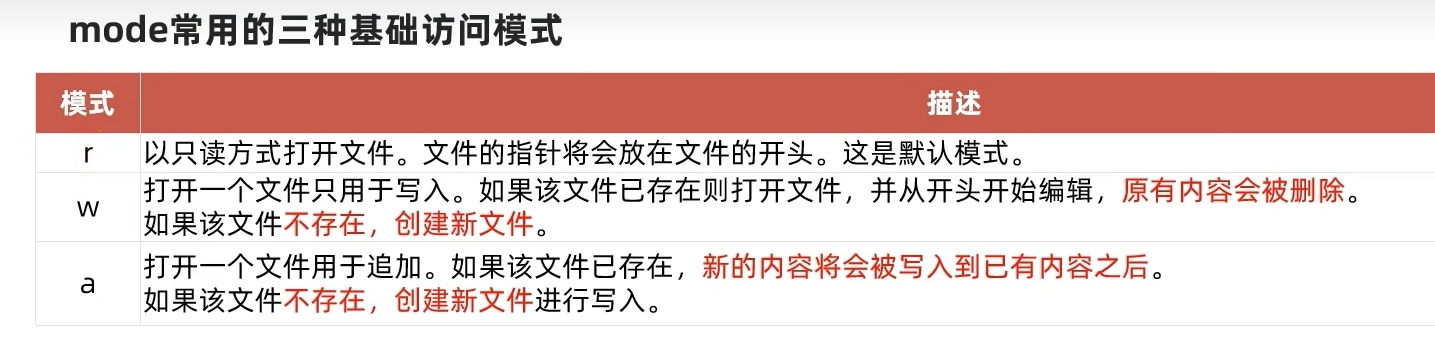 mode常用的三种基础访问模式
模式 描述
r 以只读方式打开文件。文件的指针将会放在文件的开头。这是默认模式。
w 打开一个文件只用于写入。如果该文件已存在则打开文件，并从开头开始编辑，原有内容会被删除。
如果该文件不存在，创建新文件。
a 打开一个文件用于追加。如果该文件已存在，新的内容将会被写入到已有内容之后。
如果该文件不存在，创建新文件进行写入。